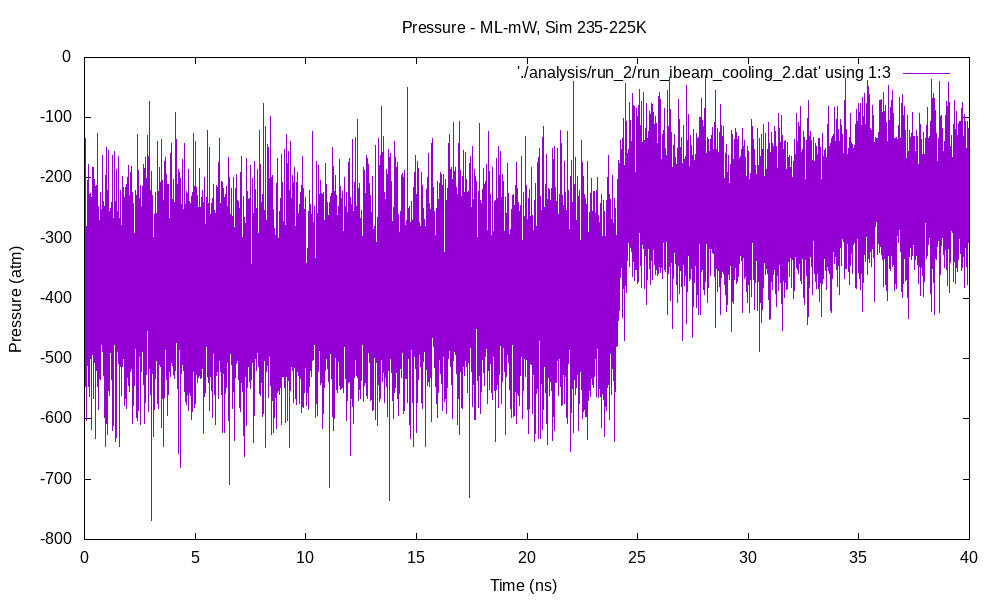 Pressure - ML-mW, Sim 235-225K
'./analysis/run_2/run_ibeam_cooling_2.dat' using 1:3
0
-100
-200
-300
-400
-500
-600
-700
-800
Pressure (atm)
0 5 10 15 20 25 30 35 40
Time (ns)